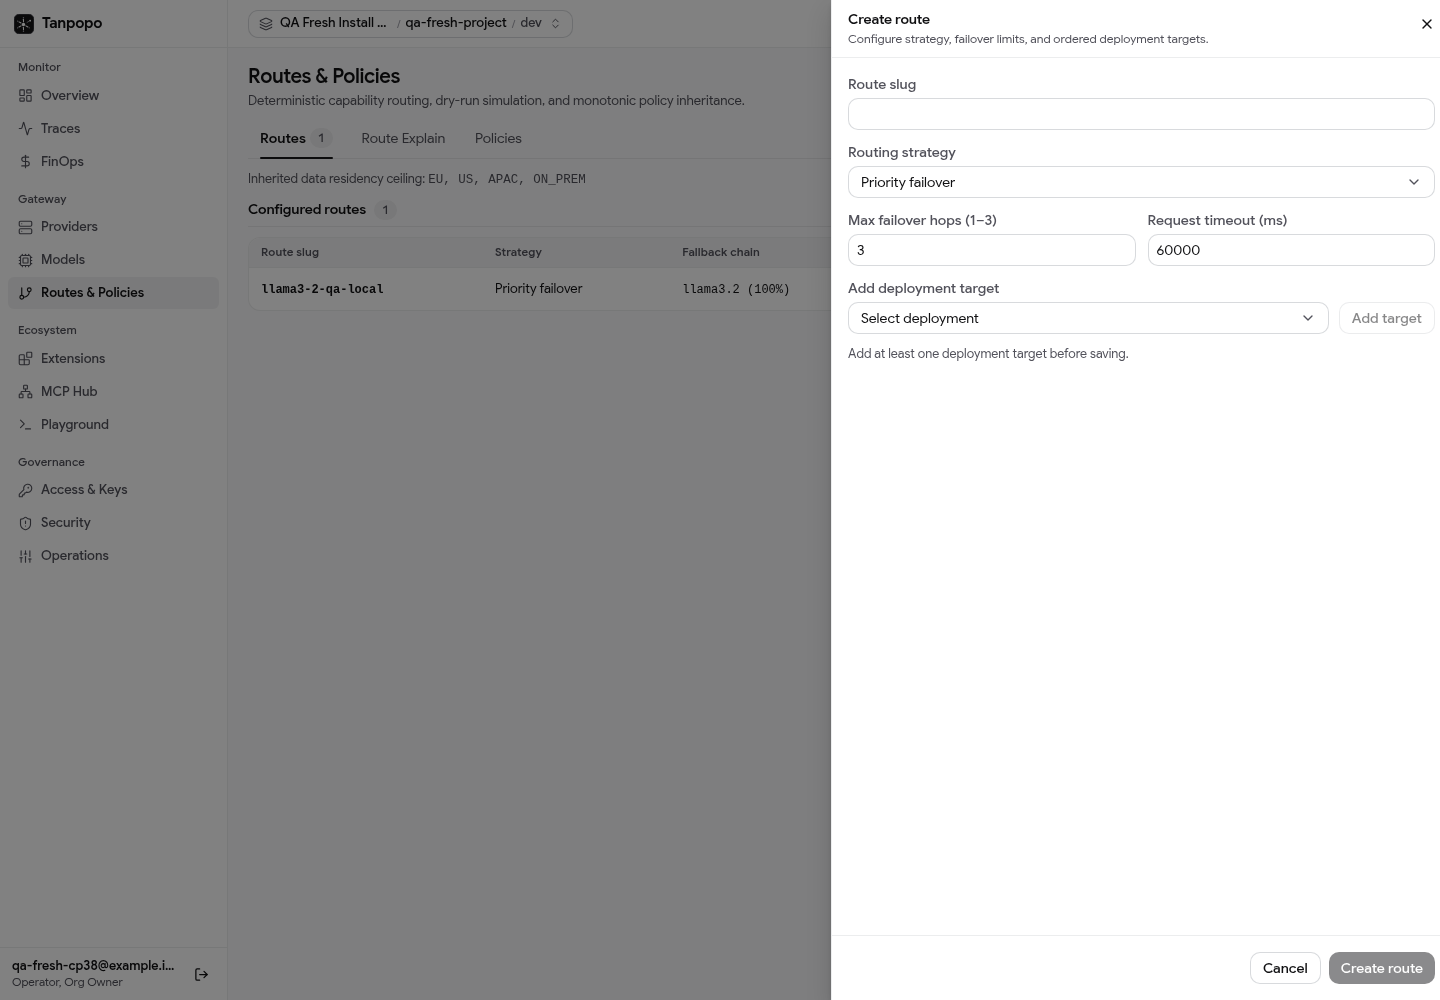 Tanpopo
Monitor
Overview
Traces
FinOps
Gateway
Providers
Models
Routes & Policies
Ecosystem
Extensions
MCP Hub
Playground
Governance
Access & Keys
Security
Operations
qa-fresh-cp38@example.i...
Operator, Org Owner
QA Fresh Install ... / qa-fresh-project / dev
Routes & Policies
Deterministic capability routing, dry-run simulation, and monotonic policy inheritance.
Routes 1 Route Explain Policies
Inherited data residency ceiling: EU, US, APAC, ON_PREM
Configured routes 1
Route slug Strategy Fallback chain
llama3-2-qa-local Priority failover llama3.2 (100%)
Create route
Configure strategy, failover limits, and ordered deployment targets.
Route slug
Routing strategy
Priority failover
Max failover hops (1–3) Request timeout (ms)
3 60000
Add deployment target
Select deployment Add target
Add at least one deployment target before saving.
Cancel Create route